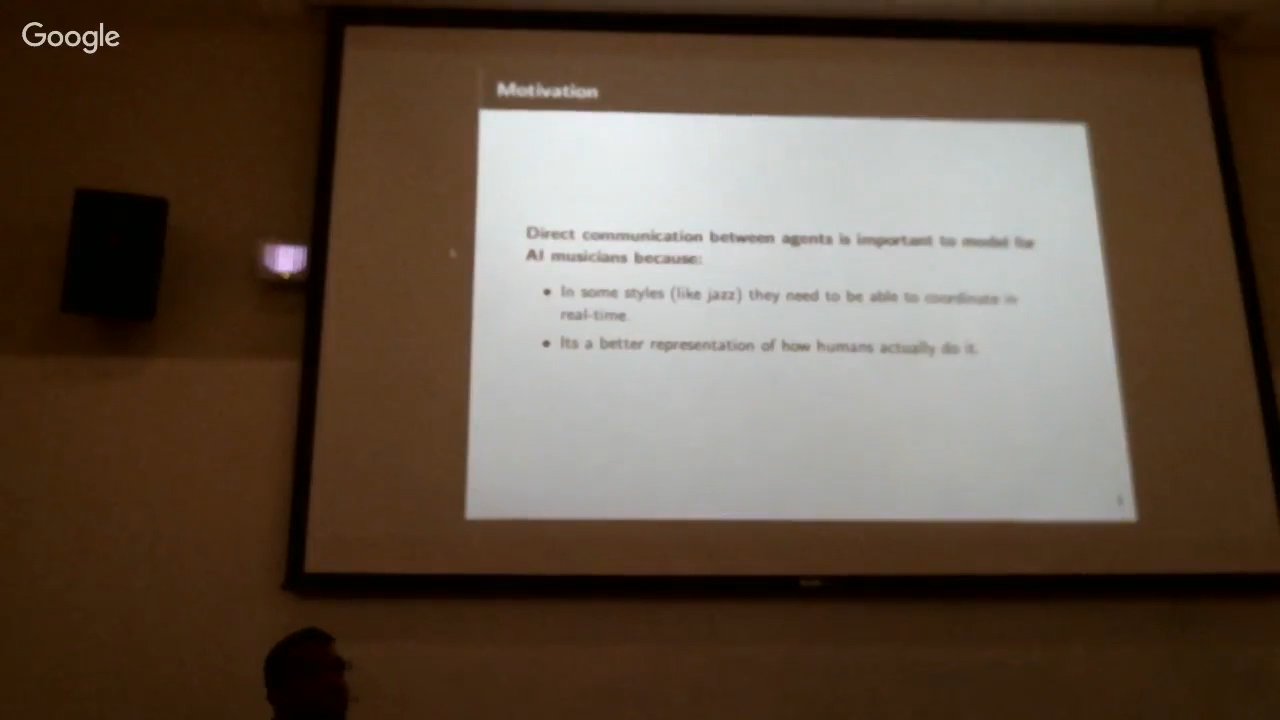 Google
Motivation
Direct communication between agents is important to model for
AI musicians because:
• In some styles (like jazz) they need to be able to coordinate in
real-time.
• Its a better representation of how humans actually do it.